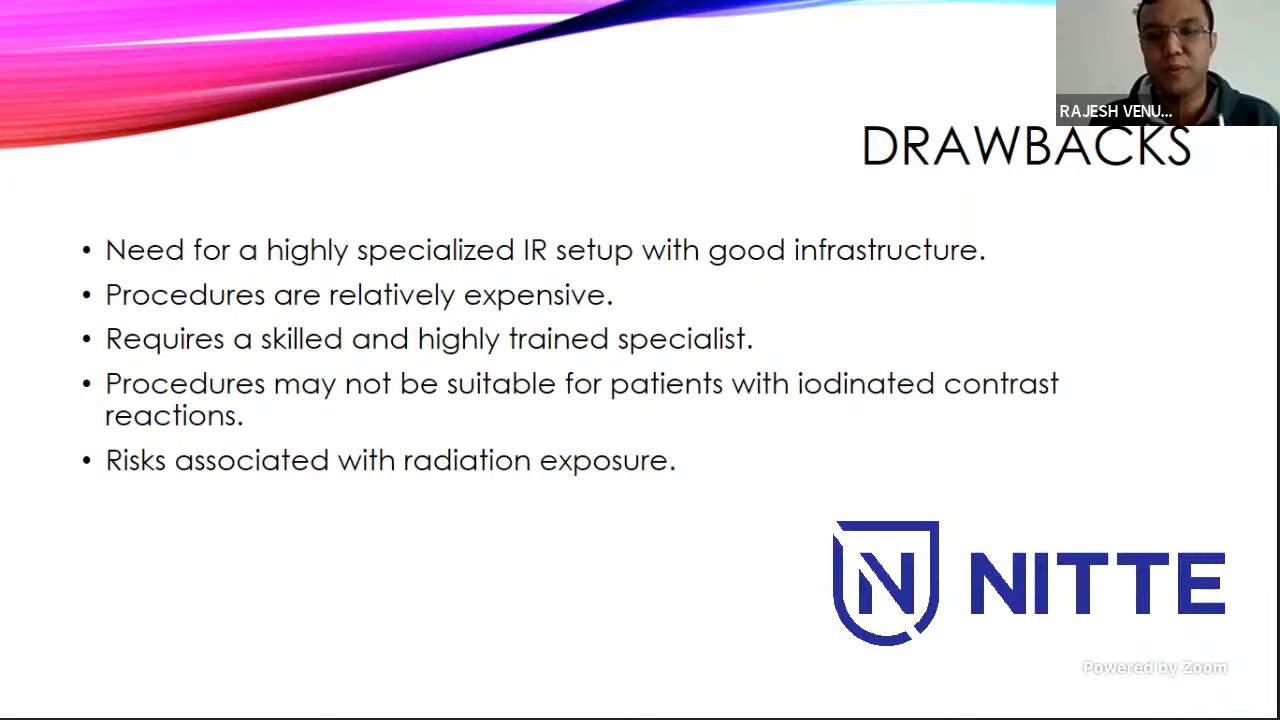 RAJESH VENU...
DRAWBACKS
• Need for a highly specialized IR setup with good infrastructure.
• Procedures are relatively expensive.
• Requires a skilled and highly trained specialist.
• Procedures may not be suitable for patients with iodinated contrast
reactions.
• Risks associated with radiation exposure.
N NITTE
Powered by Zoom